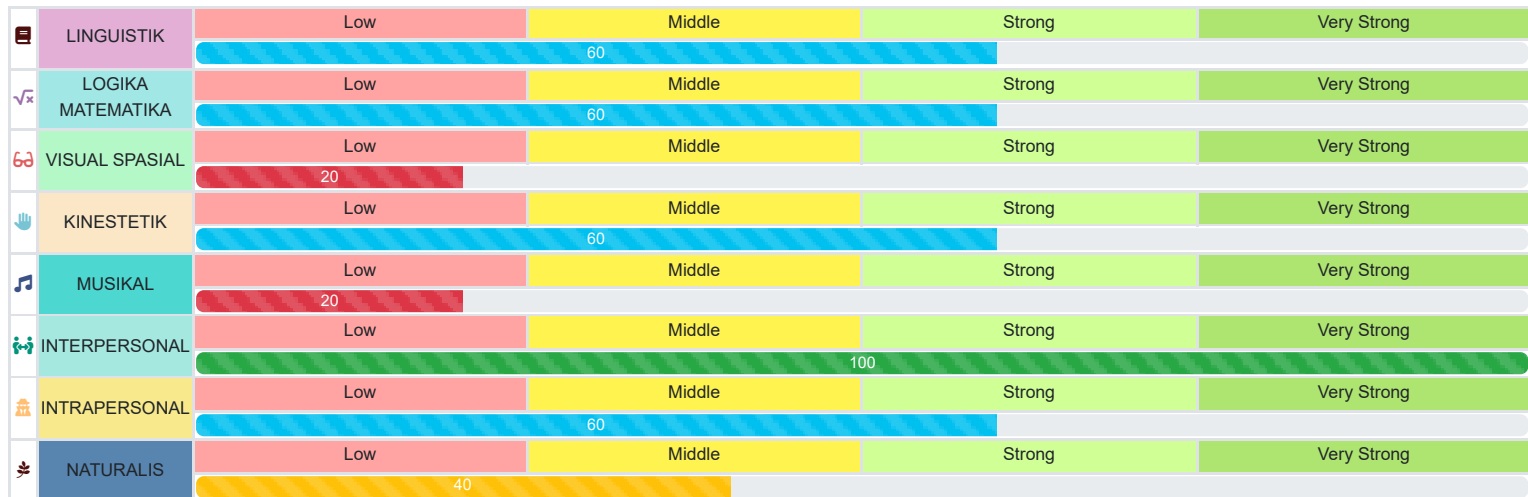 Low Middle Strong Very Strong
LINGUISTIK
60
Low Middle Strong Very Strong
LOGIKA
MATEMATIKA
60
Low Middle Strong Very Strong
VISUAL SPASIAL
20
Low Middle Strong Very Strong
KINESTETIK
60
Low Middle Strong Very Strong
MUSIKAL
20
Low Middle Strong Very Strong
INTERPERSONAL
100
Low Middle Strong Very Strong
INTRAPERSONAL
60
Low Middle Strong Very Strong
NATURALIS
40